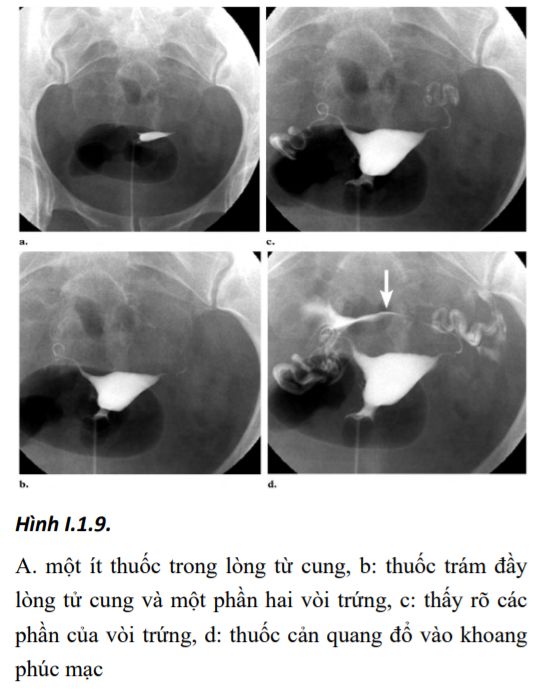 a.
c.
b.
d.
Hình I.1.9.
A. một ít thuốc trong lòng từ cung, b: thuốc trám đầy
lòng tử cung và một phần hai vòi trứng, c: thấy rõ các
phần của vòi trứng, d: thuốc cản quang đổ vào khoang
phúc mạc